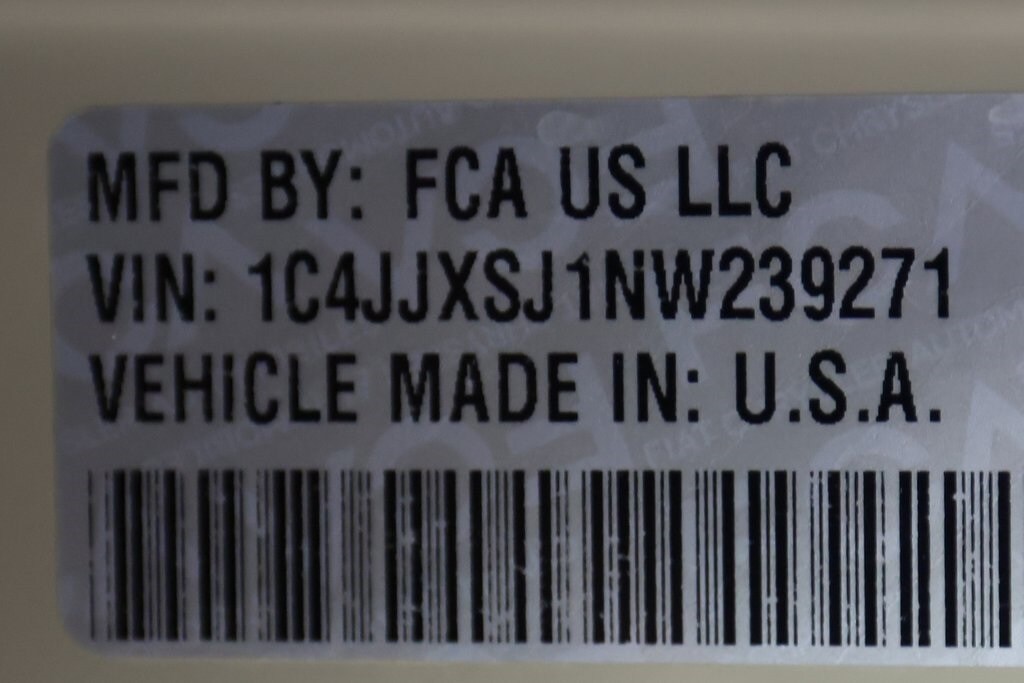 MFD BY: FCA US LLC
VIN: 1C4JJXSJ1NW239271
VEHICLE MADE IN: U.S.A.